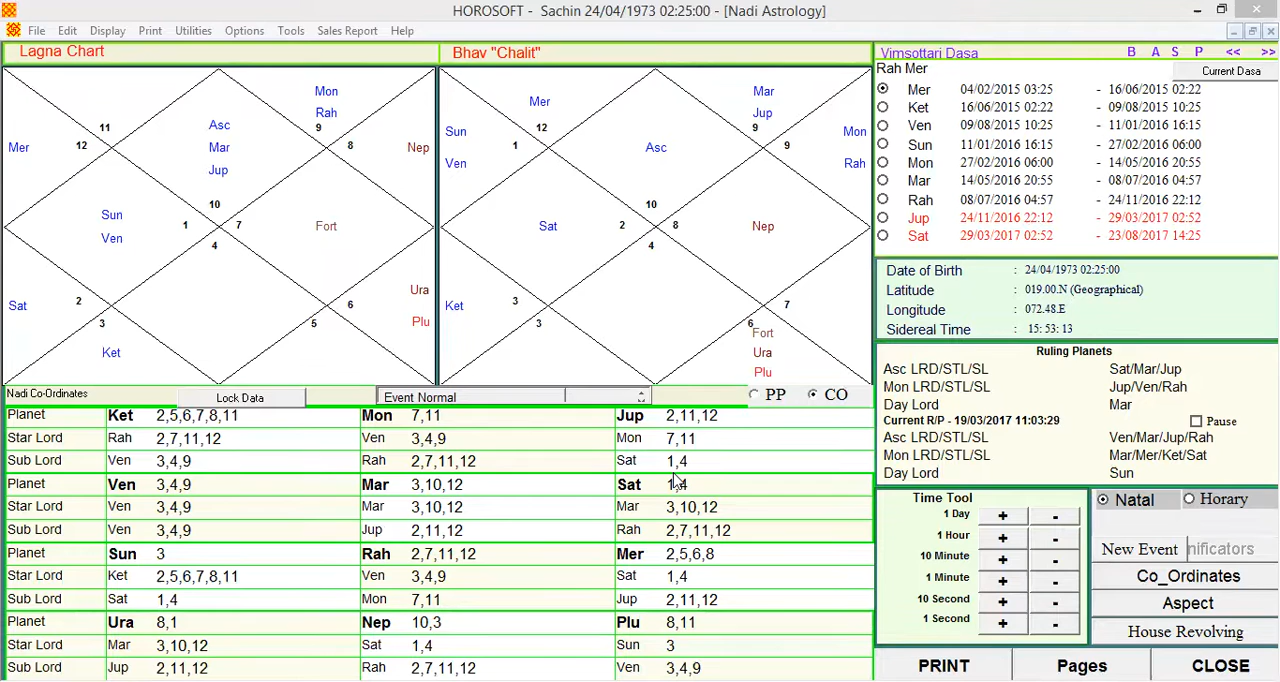 HOROSOFT - Sachin 24/04/1973 02:25:00 - [Nadi Astrology]
File Edit Display Print Utilities Options Tools Sales Report Help
Lagna Chart
Mon
Rah
11
9
Asc
Mar
Jup
Mer
12
8
Nep
10
Sun
Ven
1
7
Fort
4
Ura
Plu
Sat
2
6
3
5
Ket
Bhav "Chalit"
Mar
Jup
Mer
12
9
Sun
Ven
1
Asc
9
Mon
Rah
10
Sat
2
8
Nep
4
Ket
3
7
3
6
Fort
Ura
Plu
Vimsottari Dasa B A S P << >>
Rah Mer Current Dasa
Mer 04/02/2015 03:25 - 16/06/2015 02:22
Ket 16/06/2015 02:22 - 09/08/2015 10:25
Ven 09/08/2015 10:25 - 11/01/2016 16:15
Sun 11/01/2016 16:15 - 27/02/2016 06:00
Mon 27/02/2016 06:00 - 14/05/2016 20:55
Mar 14/05/2016 20:55 - 08/07/2016 04:57
Rah 08/07/2016 04:57 - 24/11/2016 22:12
Jup 24/11/2016 22:12 - 29/03/2017 02:52
Sat 29/03/2017 02:52 - 23/08/2017 14:25
Date of Birth : 24/04/1973 02:25:00
Latitude : 019.00.N (Geographical)
Longitude : 072.48.E
Sidereal Time : 15: 53: 13
Ruling Planets
Asc LRD/STL/SL Sat/Mar/Jup
Mon LRD/STL/SL Jup/Ven/Rah
Day Lord Mar
Current R/P - 19/03/2017 11:03:29 Pause
Asc LRD/STL/SL Ven/Mar/Jup/Rah
Mon LRD/STL/SL Mar/Mer/Ket/Sat
Day Lord Sun
Nadi Co-Ordinates Lock Data Event Normal PP CO
Planet Ket 2,5,6,7,8,11 Mon 7,11 Jup 2,11,12
Star Lord Rah 2,7,11,12 Ven 3,4,9 Mon 7,11
Sub Lord Ven 3,4,9 Rah 2,7,11,12 Sat 1,4
Planet Ven 3,4,9 Mar 3,10,12 Sat 1,4
Star Lord Ven 3,4,9 Mar 3,10,12 Mar 3,10,12
Sub Lord Ven 3,4,9 Jup 2,11,12 Rah 2,7,11,12
Planet Sun 3 Rah 2,7,11,12 Mer 2,5,6,8
Star Lord Ket 2,5,6,7,8,11 Ven 3,4,9 Sat 1,4
Sub Lord Sat 1,4 Mon 7,11 Jup 2,11,12
Planet Ura 8,1 Nep 10,3 Plu 8,11
Star Lord Mar 3,10,12 Sat 1,4 Sun 3
Sub Lord Jup 2,11,12 Rah 2,7,11,12 Ven 3,4,9
Time Tool
1 Day + -
1 Hour + -
10 Minute + -
1 Minute + -
10 Second + -
1 Second + -
Natal Horary
New Event nificators
Co_Ordinates
Aspect
House Revolving
PRINT Pages CLOSE